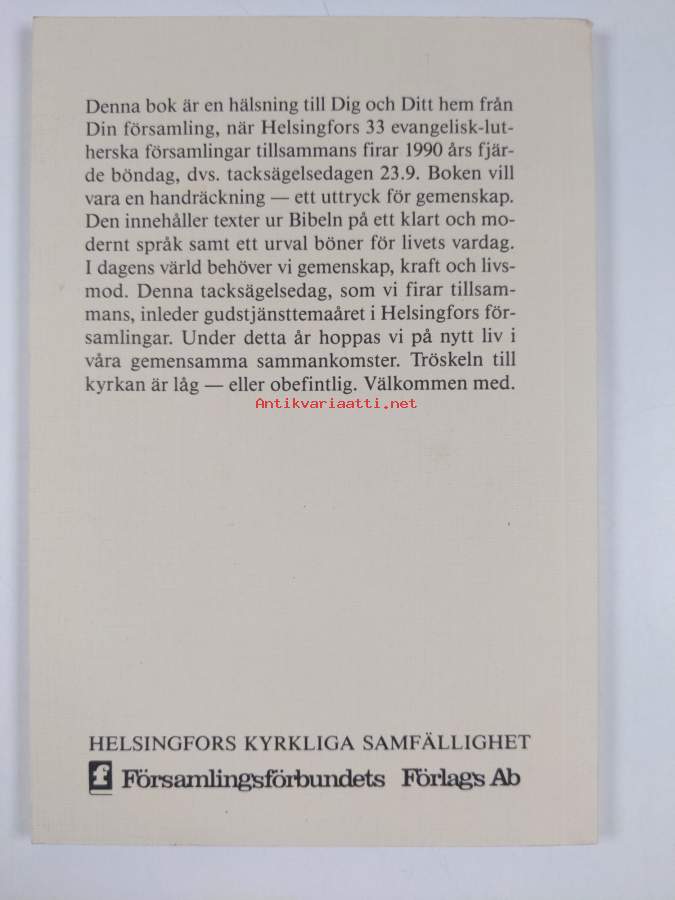 Denna bok är en hälsning till Dig och Ditt hem från
Din församling, när Helsingfors 33 evangelisk-lut-
herska församlingar tillsammans firar 1990 års fjär-
de böndag, dvs. tacksägelsedagen 23.9. Boken vill
vara en handräckning — ett uttryck för gemenskap.
Den innehåller texter ur Bibeln på ett klart och mo-
dernt språk samt ett urval böner för livets vardag.
I dagens värld behöver vi gemenskap, kraft och livs-
mod. Denna tacksägelsedag, som vi firar tillsam-
mans, inleder gudstjänsttemaåret i Helsingfors för-
samlingar. Under detta år hoppas vi på nytt liv i
våra gemensamma sammankomster. Tröskeln till
kyrkan är låg — eller obefintlig. Välkommen med.
Antikvariaatti.net
HELSINGFORS KYRKLIGA SAMFÄLLIGHET
f Församlingsförbundets Förlags Ab